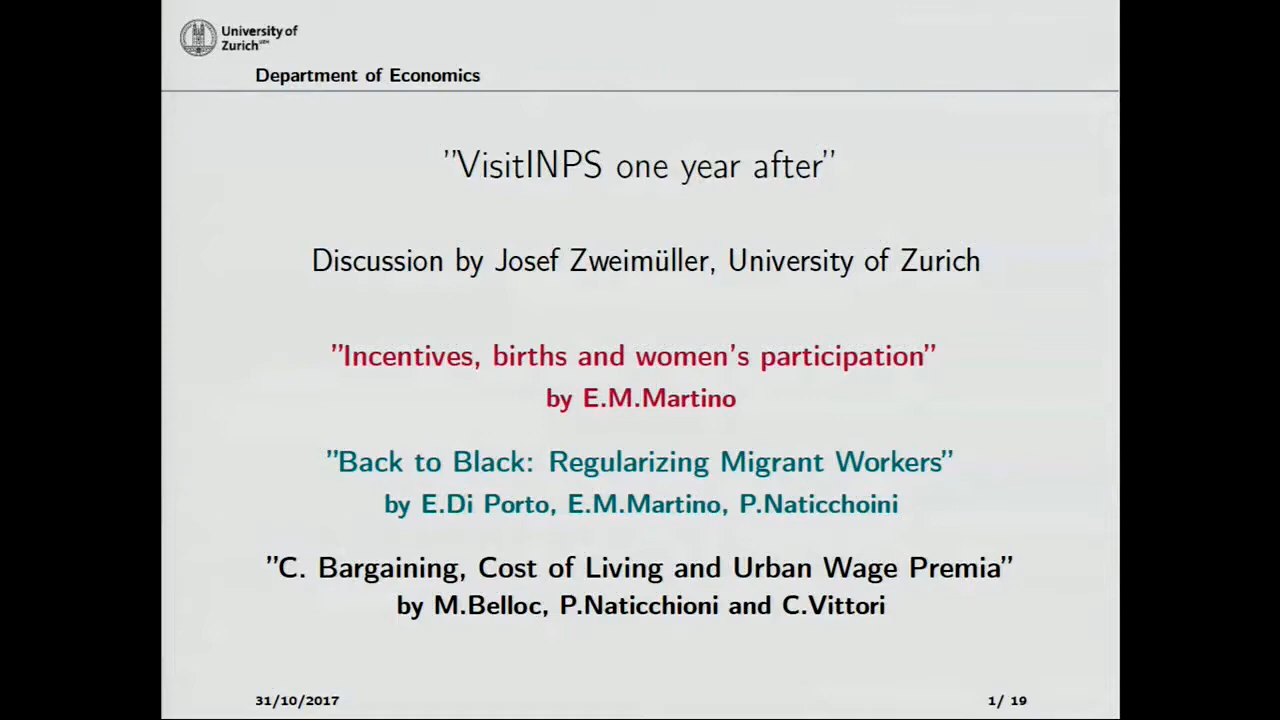 University of
Zurich UZH
Department of Economics
"VisitINPS one year after"
Discussion by Josef Zweimüller, University of Zurich
"Incentives, births and women's participation"
by E.M.Martino
"Back to Black: Regularizing Migrant Workers"
by E.Di Porto, E.M.Martino, P.Naticchoini
"C. Bargaining, Cost of Living and Urban Wage Premia"
by M.Belloc, P.Naticchioni and C.Vittori
31/10/2017
1/ 19